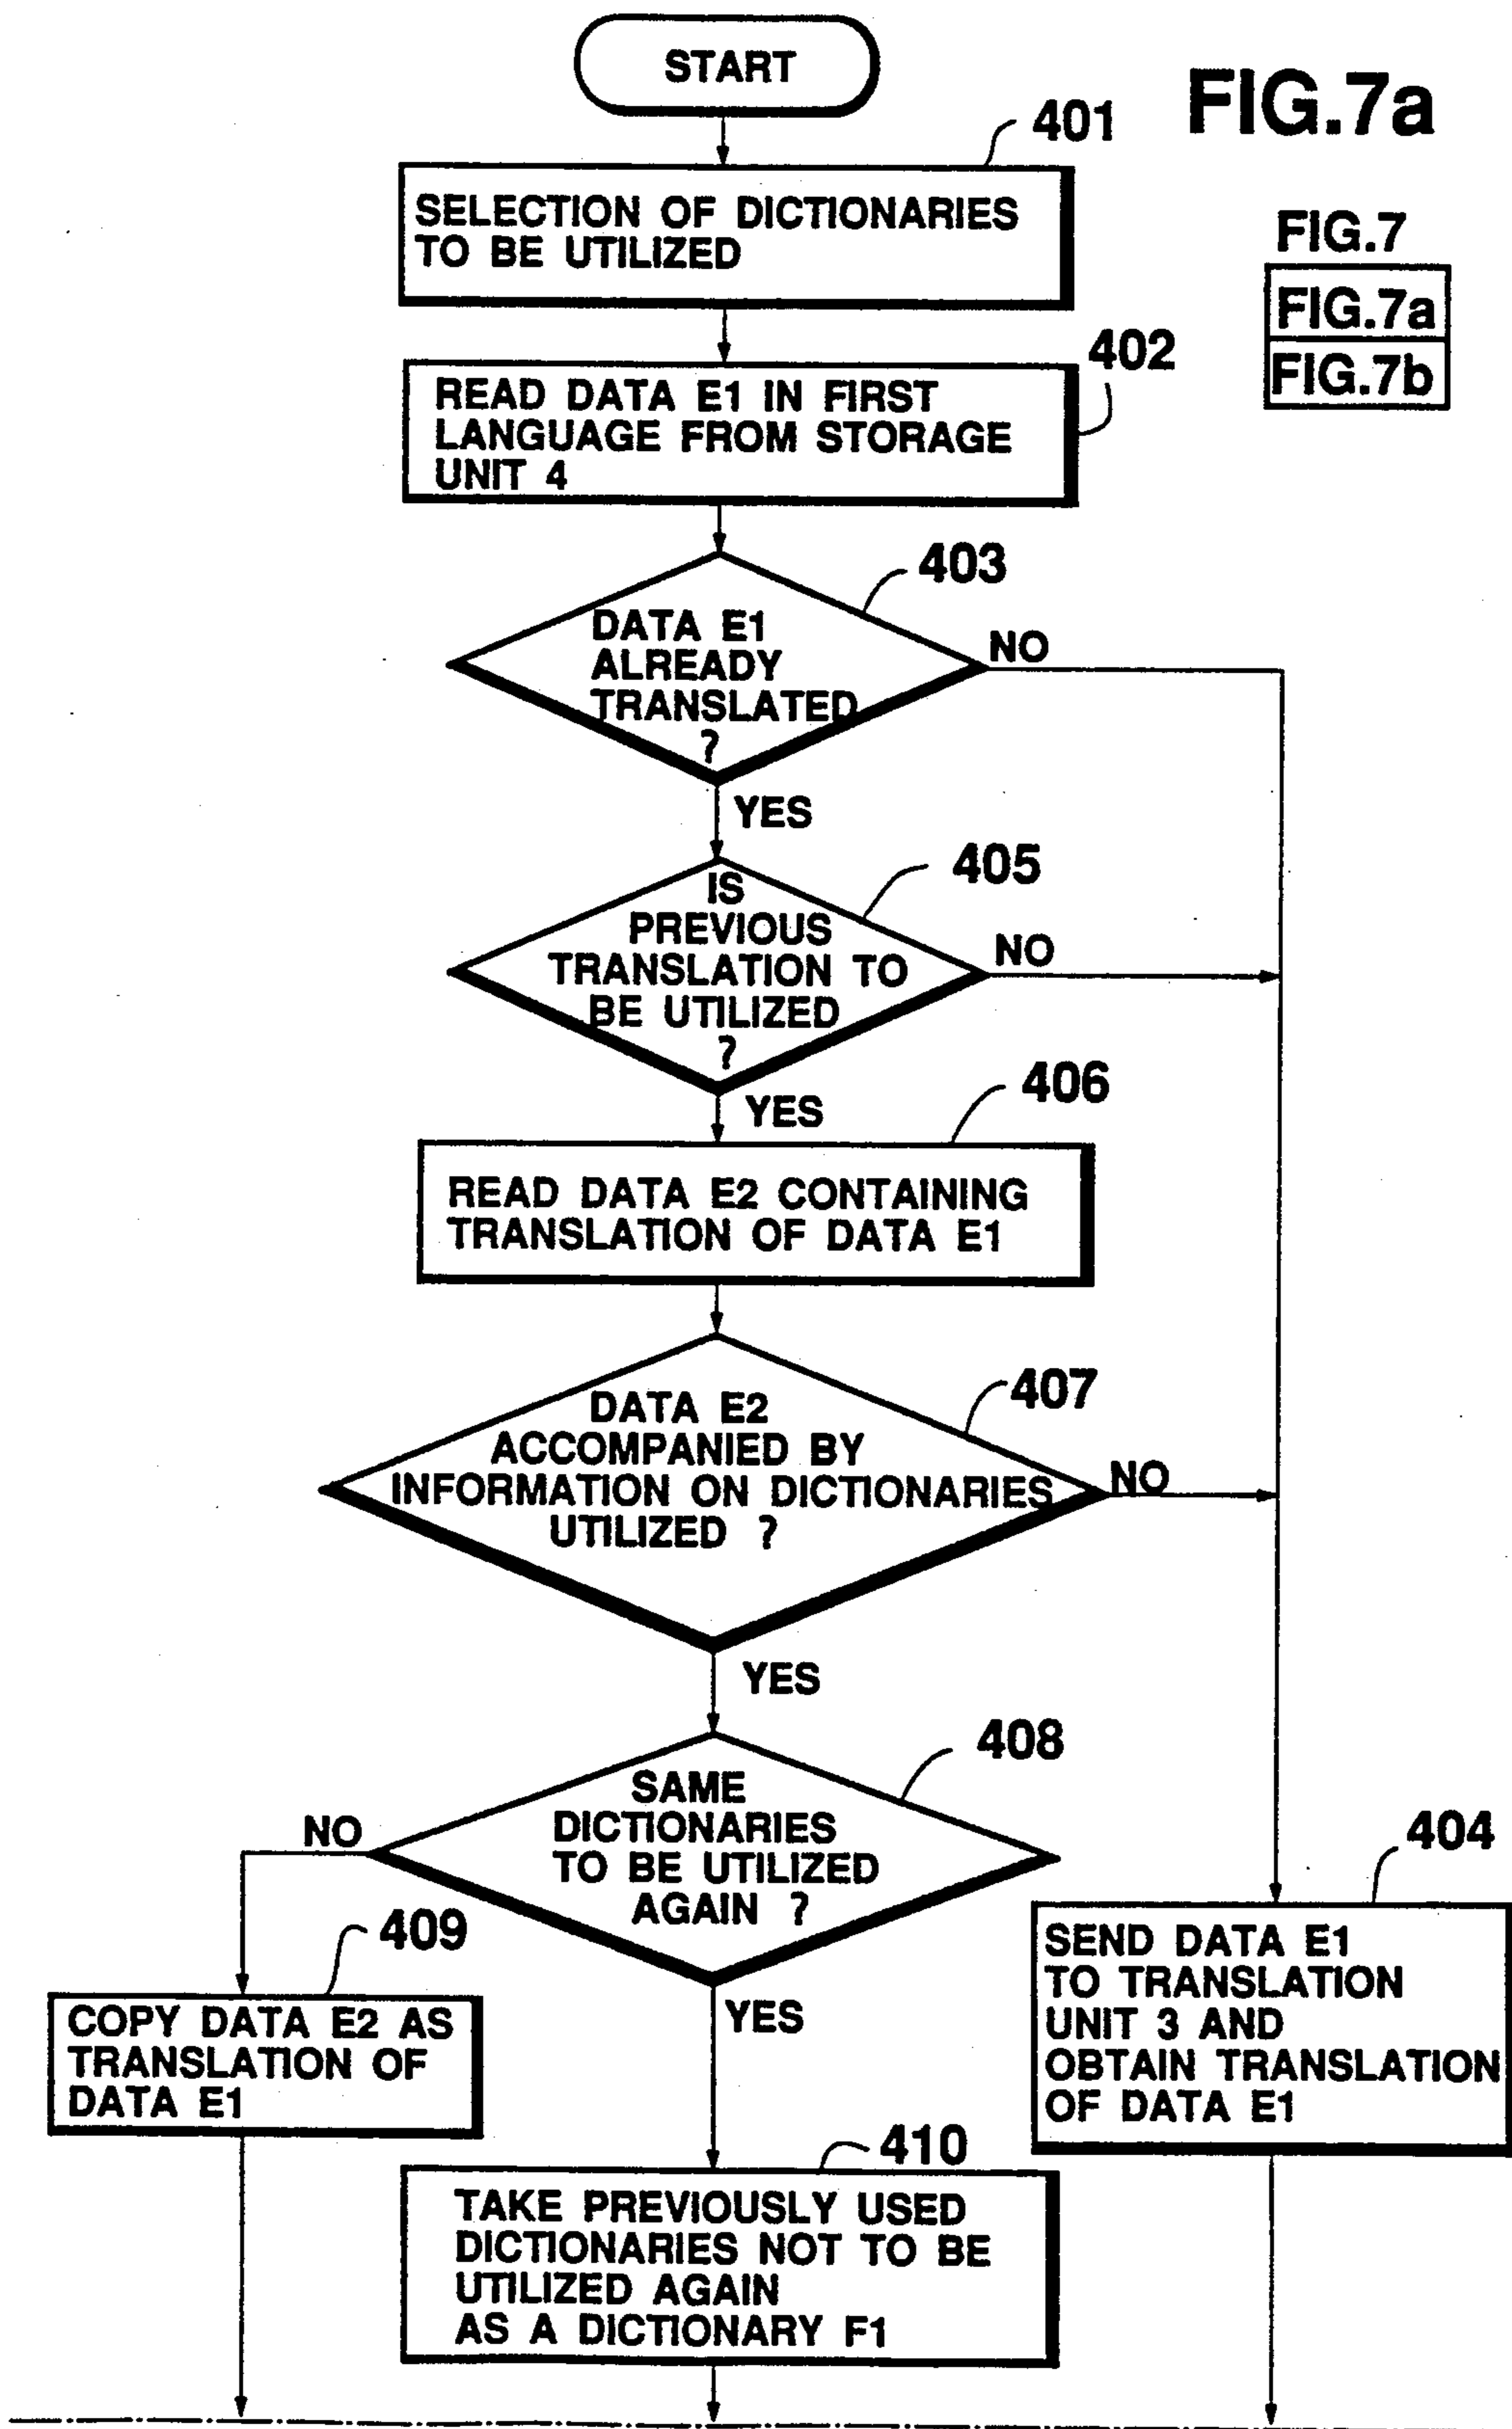 START
FIG.7a
401
SELECTION OF DICTIONARIES
TO BE UTILIZED
FIG.7
FIG.7a
FIG.7b
402
READ DATA E1 IN FIRST
LANGUAGE FROM STORAGE
UNIT 4
403
DATA E1
ALREADY
TRANSLATED
?
NO
YES
405
IS
PREVIOUS
TRANSLATION TO
BE UTILIZED
?
NO
YES
406
READ DATA E2 CONTAINING
TRANSLATION OF DATA E1
407
DATA E2
ACCOMPANIED BY
INFORMATION ON DICTIONARIES
UTILIZED ?
NO
YES
408
SAME
DICTIONARIES
TO BE UTILIZED
AGAIN ?
NO
YES
409
COPY DATA E2 AS
TRANSLATION OF
DATA E1
404
SEND DATA E1
TO TRANSLATION
UNIT 3 AND
OBTAIN TRANSLATION
OF DATA E1
410
TAKE PREVIOUSLY USED
DICTIONARIES NOT TO BE
UTILIZED AGAIN
AS A DICTIONARY F1